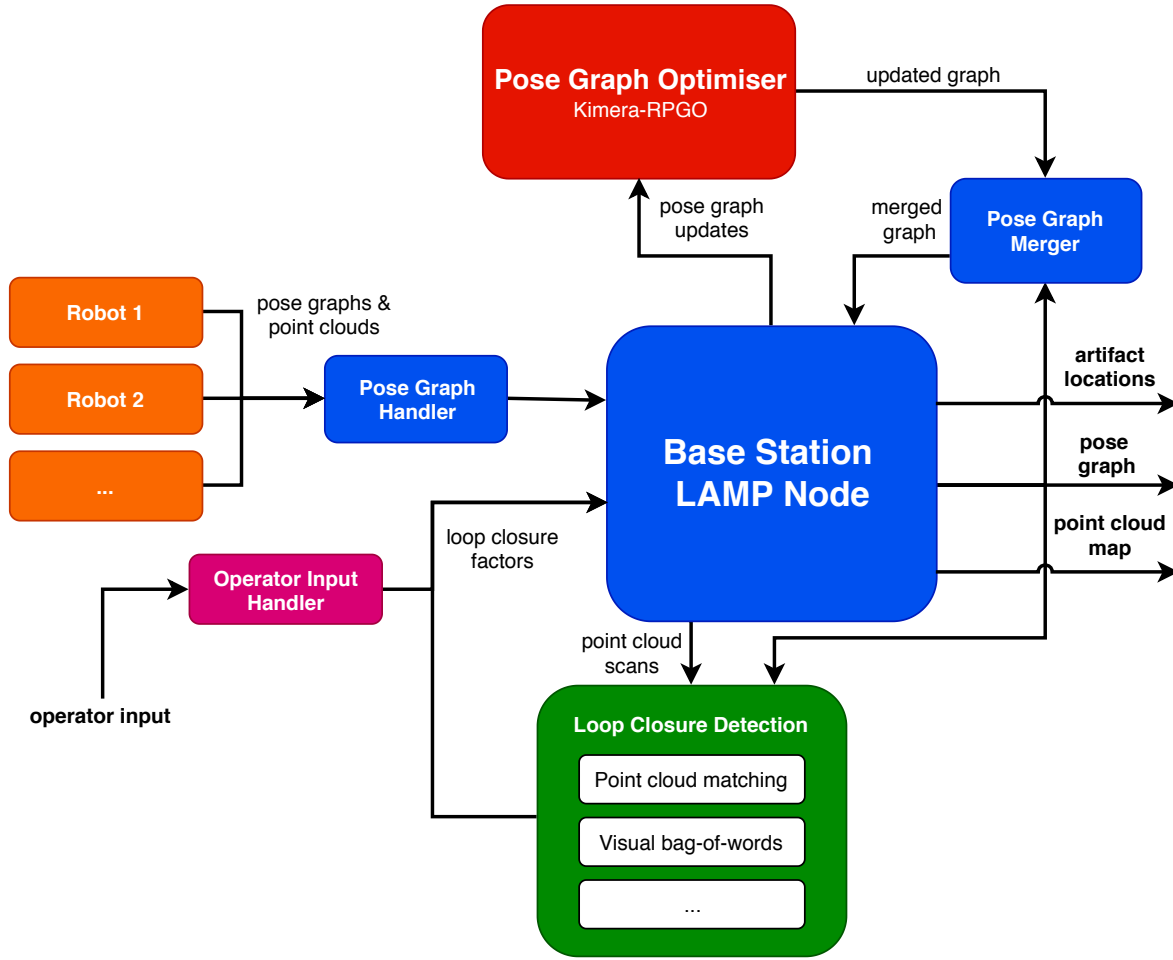 Pose Graph Optimiser
Kimera-RPGO
updated graph
pose graph
updates
merged
graph
Pose Graph
Merger
Robot 1
Robot 2
...
pose graphs &
point clouds
Pose Graph
Handler
Base Station
LAMP Node
artifact
locations
pose
graph
point cloud
map
loop closure
factors
Operator Input
Handler
operator input
point cloud
scans
Loop Closure Detection
Point cloud matching
Visual bag-of-words
...